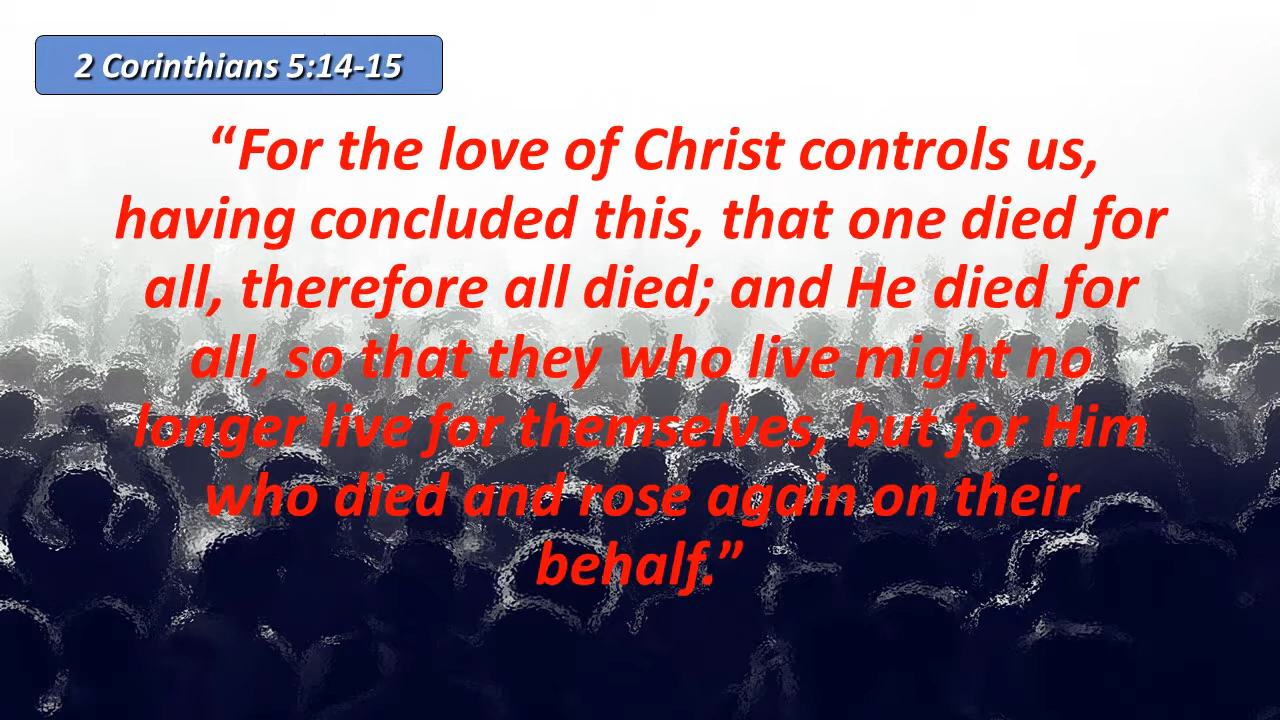 2 Corinthians 5:14-15
“For the love of Christ controls us,
having concluded this, that one died for
all, therefore all died; and He died for
all, so that they who live might no
longer live for themselves, but for Him
who died and rose again on their
behalf.”